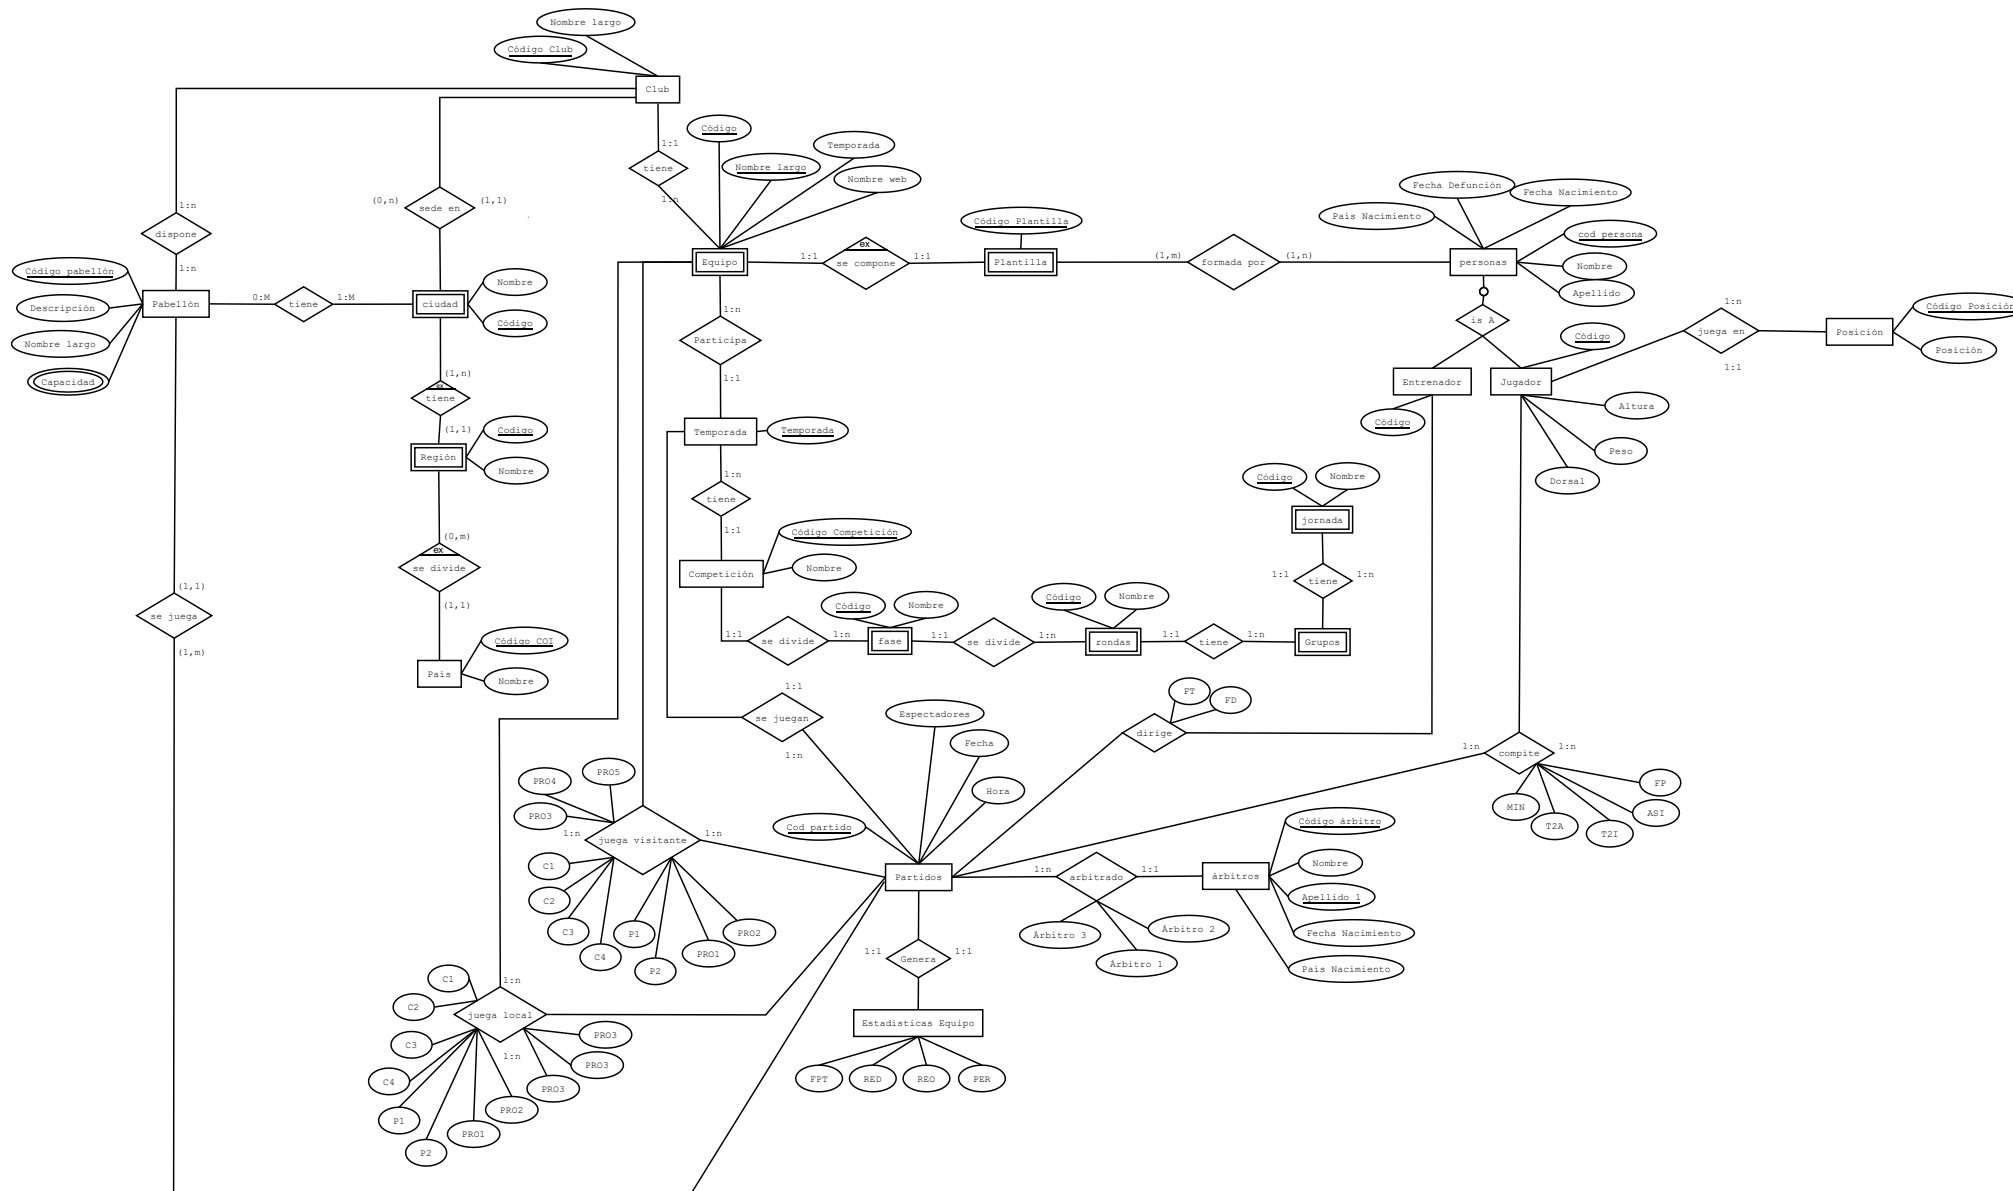 Nombre largo
Código Club
Club
1:1
tiene
1:n
Código
Nombre largo
Temporada
Nombre web
Equipo
1:n
dispone
1:n
(0,n)
sede en
(1,1)
Código pabellón
Descripción
Nombre largo
Capacidad
Pabellón
0:M
tiene
1:M
ciudad
Nombre
Código
(1,n)
ex
tiene
(1,1)
Región
Codigo
Nombre
(0,m)
ex
se divide
(1,1)
Pais
Código COI
Nombre
(1,1)
se juega
(1,m)
1:1
ex
se compone
1:1
Código Plantilla
Plantilla
(1,m)
formada por
(1,n)
Fecha Defunción
Fecha Nacimiento
Pais Nacimiento
cod persona
personas
Nombre
Apellido
is A
Entrenador
Código
Código
Jugador
1:n
juega en
1:1
Posición
Código Posición
Posición
Altura
Peso
Dorsal
1:n
Participa
1:1
Temporada
Temporada
1:n
tiene
1:1
Código Competición
Competición
Nombre
1:1
se divide
1:n
Código
Nombre
fase
1:1
se divide
1:n
Código
Nombre
rondas
1:1
tiene
1:n
Grupos
1:1
tiene
1:n
jornada
Código
Nombre
1:1
se juegan
1:n
Espectadores
Fecha
Hora
Cod partido
Partidos
FT
FD
dirige
1:n
compite
1:n
MIN
T2A
T2I
ASI
FP
PRO4
PRO5
PRO3
1:n
juega visitante
1:n
C1
C2
C3
C4
P1
P2
PRO1
PRO2
1:n
arbitrado
1:1
Árbitro 3
Árbitro 1
Árbitro 2
árbitros
Código árbitro
Nombre
Apellido 1
Fecha Nacimiento
Pais Nacimiento
1:1
Genera
1:1
Estadisticas Equipo
FPT
RED
REO
PER
1:n
juega local
1:n
C1
C2
C3
C4
P1
P2
PRO1
PRO2
PRO3
PRO3
PRO3